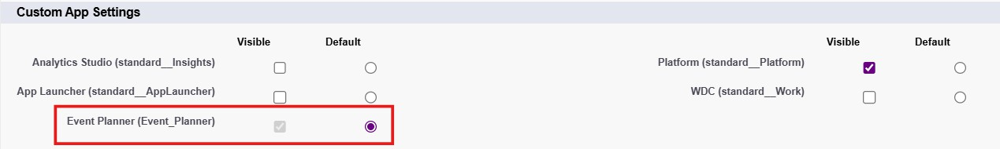 Custom App Settings
Visible Default Visible Default
Analytics Studio (standard__Insights) Platform (standard__Platform)
App Launcher (standard__AppLauncher) WDC (standard__Work)
Event Planner (Event_Planner)